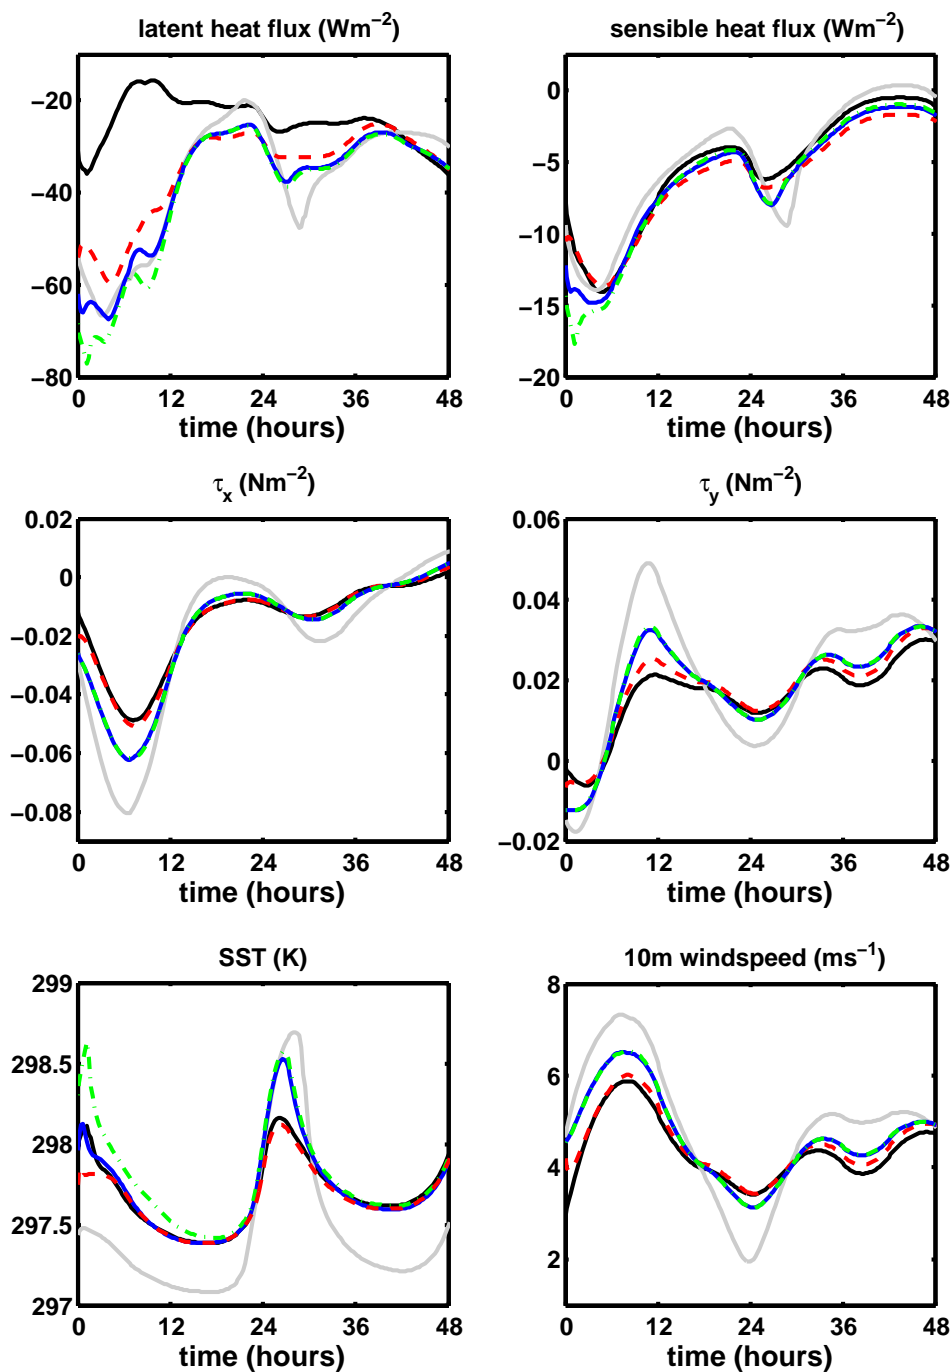 latent heat flux (Wm−2)
−20
−40
−60
−80
0 12 24 36 48
time (hours)
sensible heat flux (Wm−2)
0
−5
−10
−15
−20
0 12 24 36 48
time (hours)
τx (Nm−2)
0.02
0
−0.02
−0.04
−0.06
−0.08
0 12 24 36 48
time (hours)
τy (Nm−2)
0.06
0.04
0.02
0
−0.02
0 12 24 36 48
time (hours)
SST (K)
299
298.5
298
297.5
297
0 12 24 36 48
time (hours)
10m windspeed (ms−1)
8
6
4
2
0 12 24 36 48
time (hours)